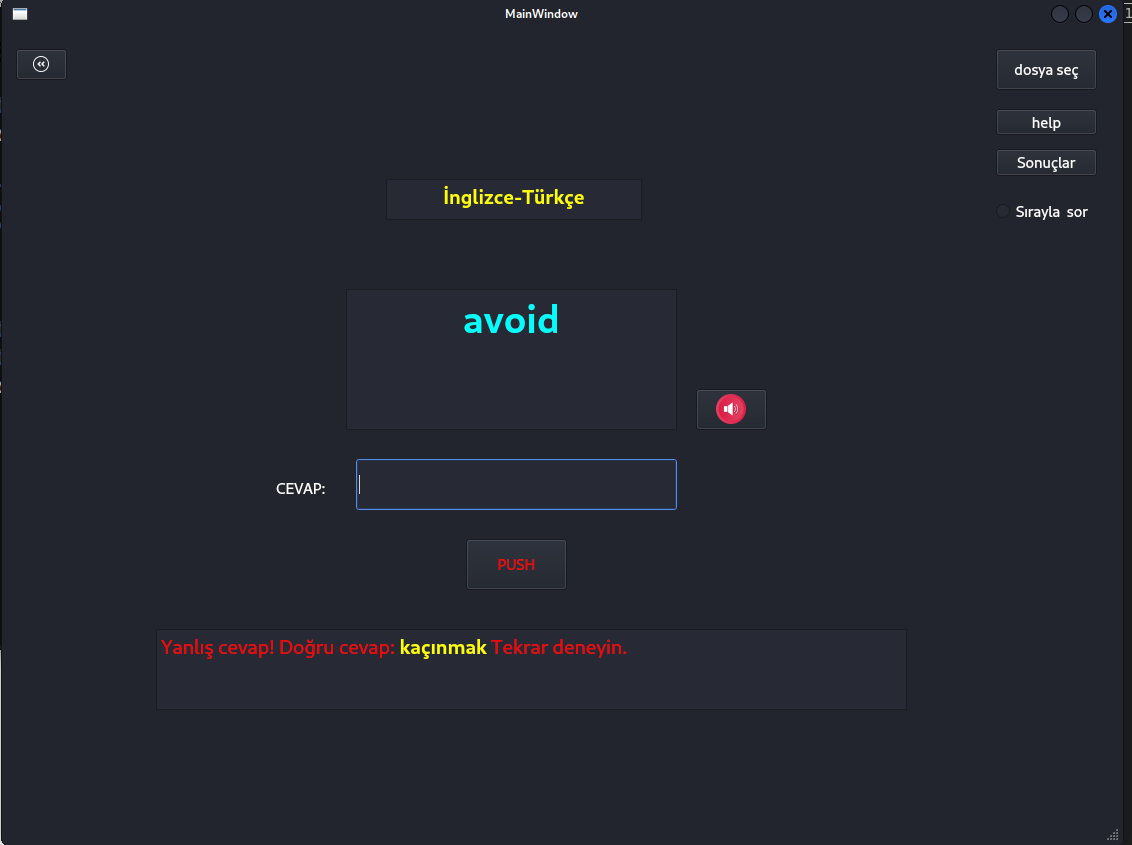 MainWindow
dosya seç
help
Sonuçlar
Sırayla sor
İnglizce-Türkçe
avoid
CEVAP:
PUSH
Yanlış cevap! Doğru cevap: kaçınmak Tekrar deneyin.